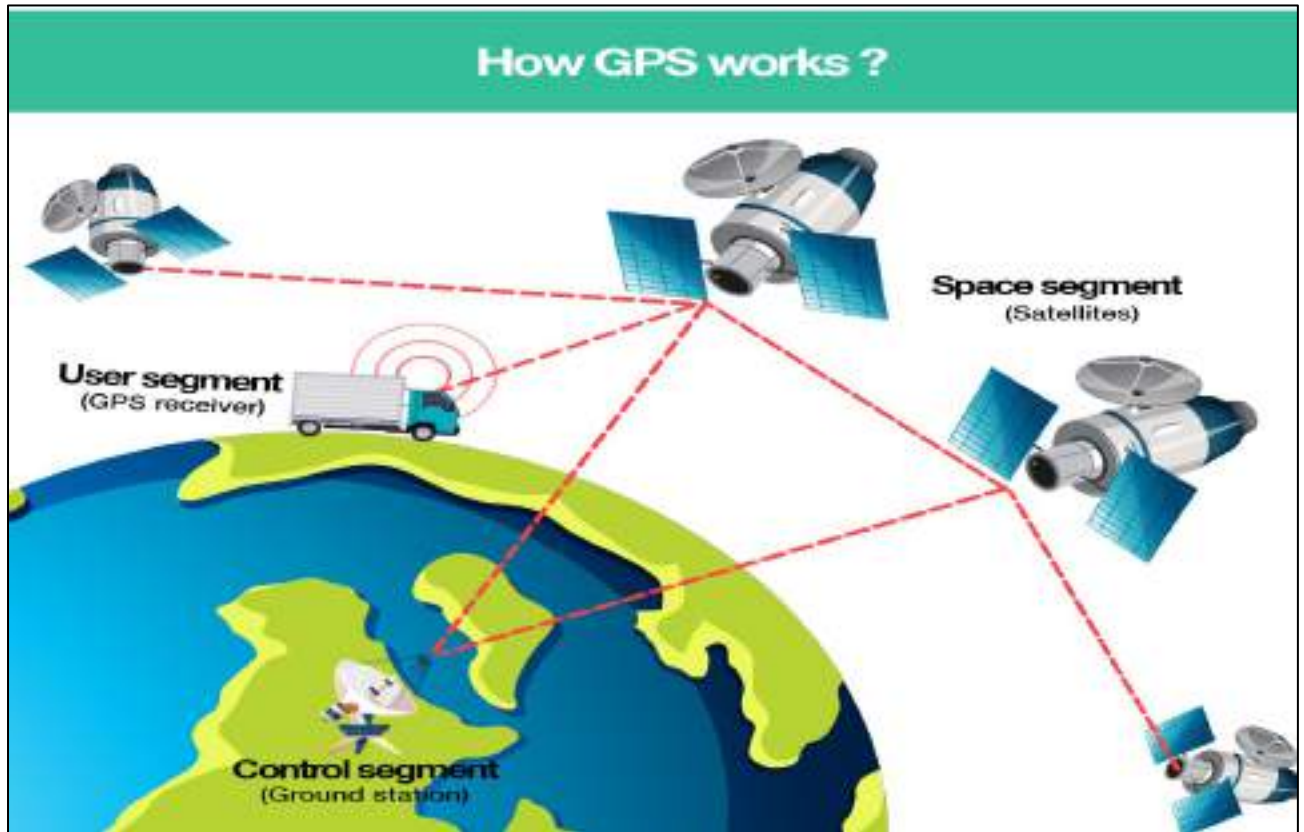 How GPS works ?
Space segment
(Satellites)
User segment
(GPS receiver)
Control segment
(Ground station)